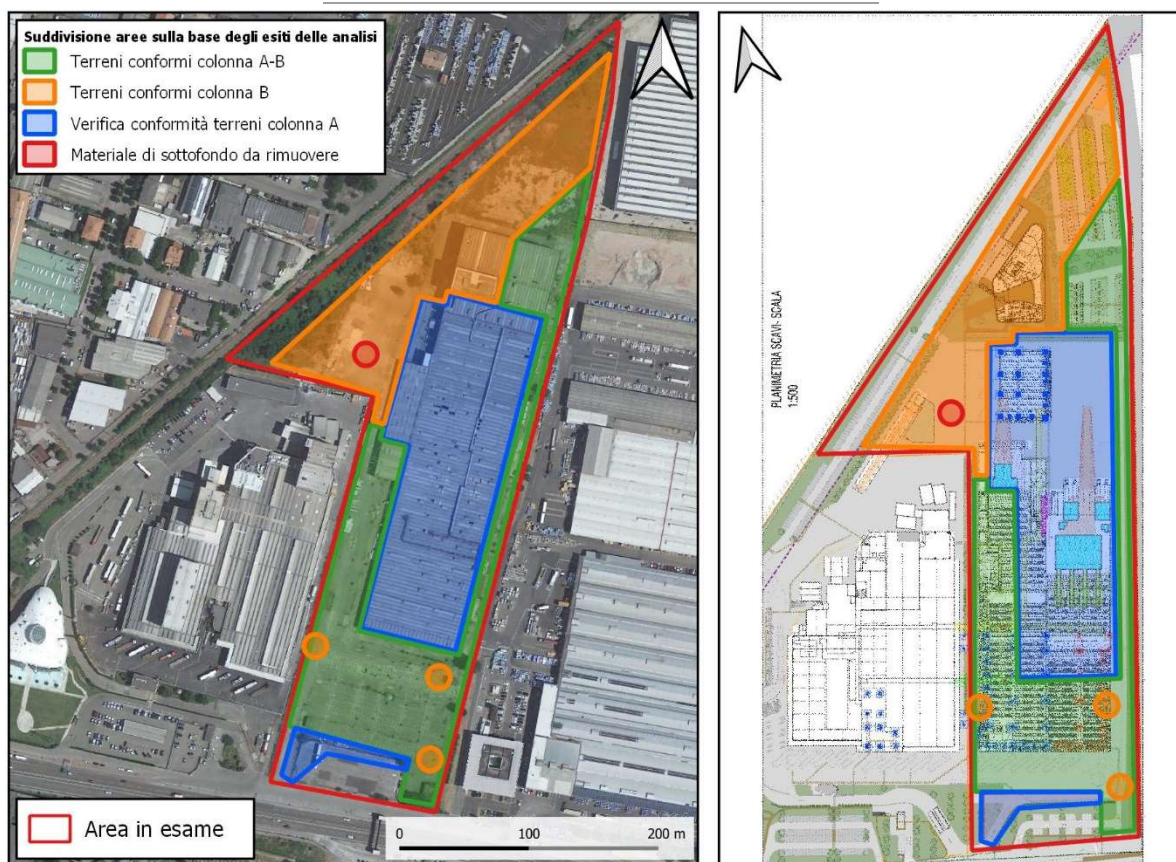 Suddivisione aree sulla base degli esiti delle analisi
Terreni conformi colonna A-B
Terreni conformi colonna B
Verifica conformità terreni colonna A
Materiale di sottofondo da rimuovere
Area in esame
0 100 200 m
PLANIMETRIA SCAVI- SCALA
1:500